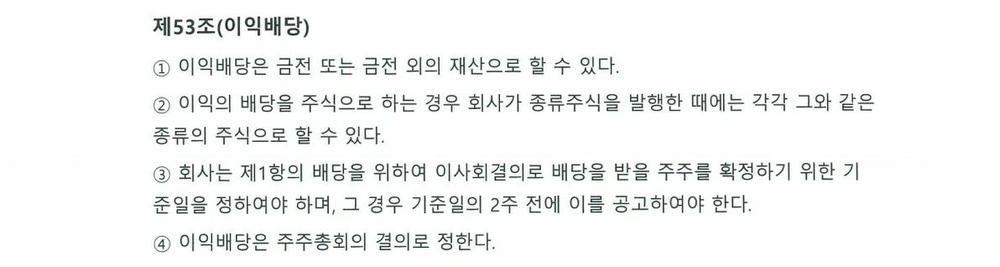 제53조(이익배당)
① 이익배당은 금전 또는 금전 외의 재산으로 할 수 있다.
② 이익의 배당을 주식으로 하는 경우 회사가 종류주식을 발행한 때에는 각각 그와 같은
종류의 주식으로 할 수 있다.
③ 회사는 제1항의 배당을 위하여 이사회결의로 배당을 받을 주주를 확정하기 위한 기
준일을 정하여야 하며, 그 경우 기준일의 2주 전에 이를 공고하여야 한다.
④ 이익배당은 주주총회의 결의로 정한다.